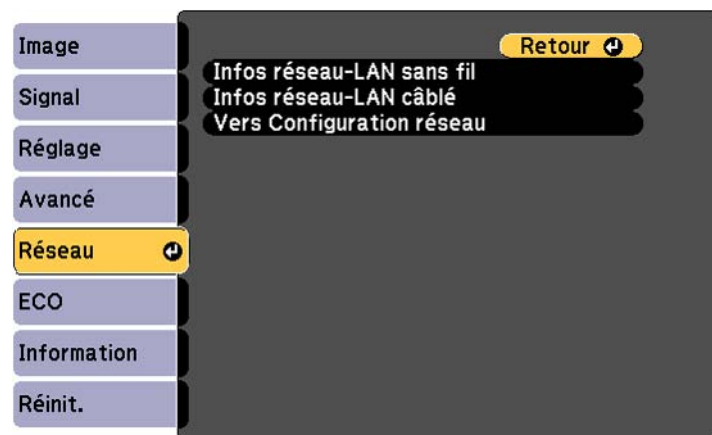 Image
Signal
Réglage
Avancé
Réseau
ECO
Information
Réinit.
Retour
Infos réseau-LAN sans fil
Infos réseau-LAN câblé
Vers Configuration réseau